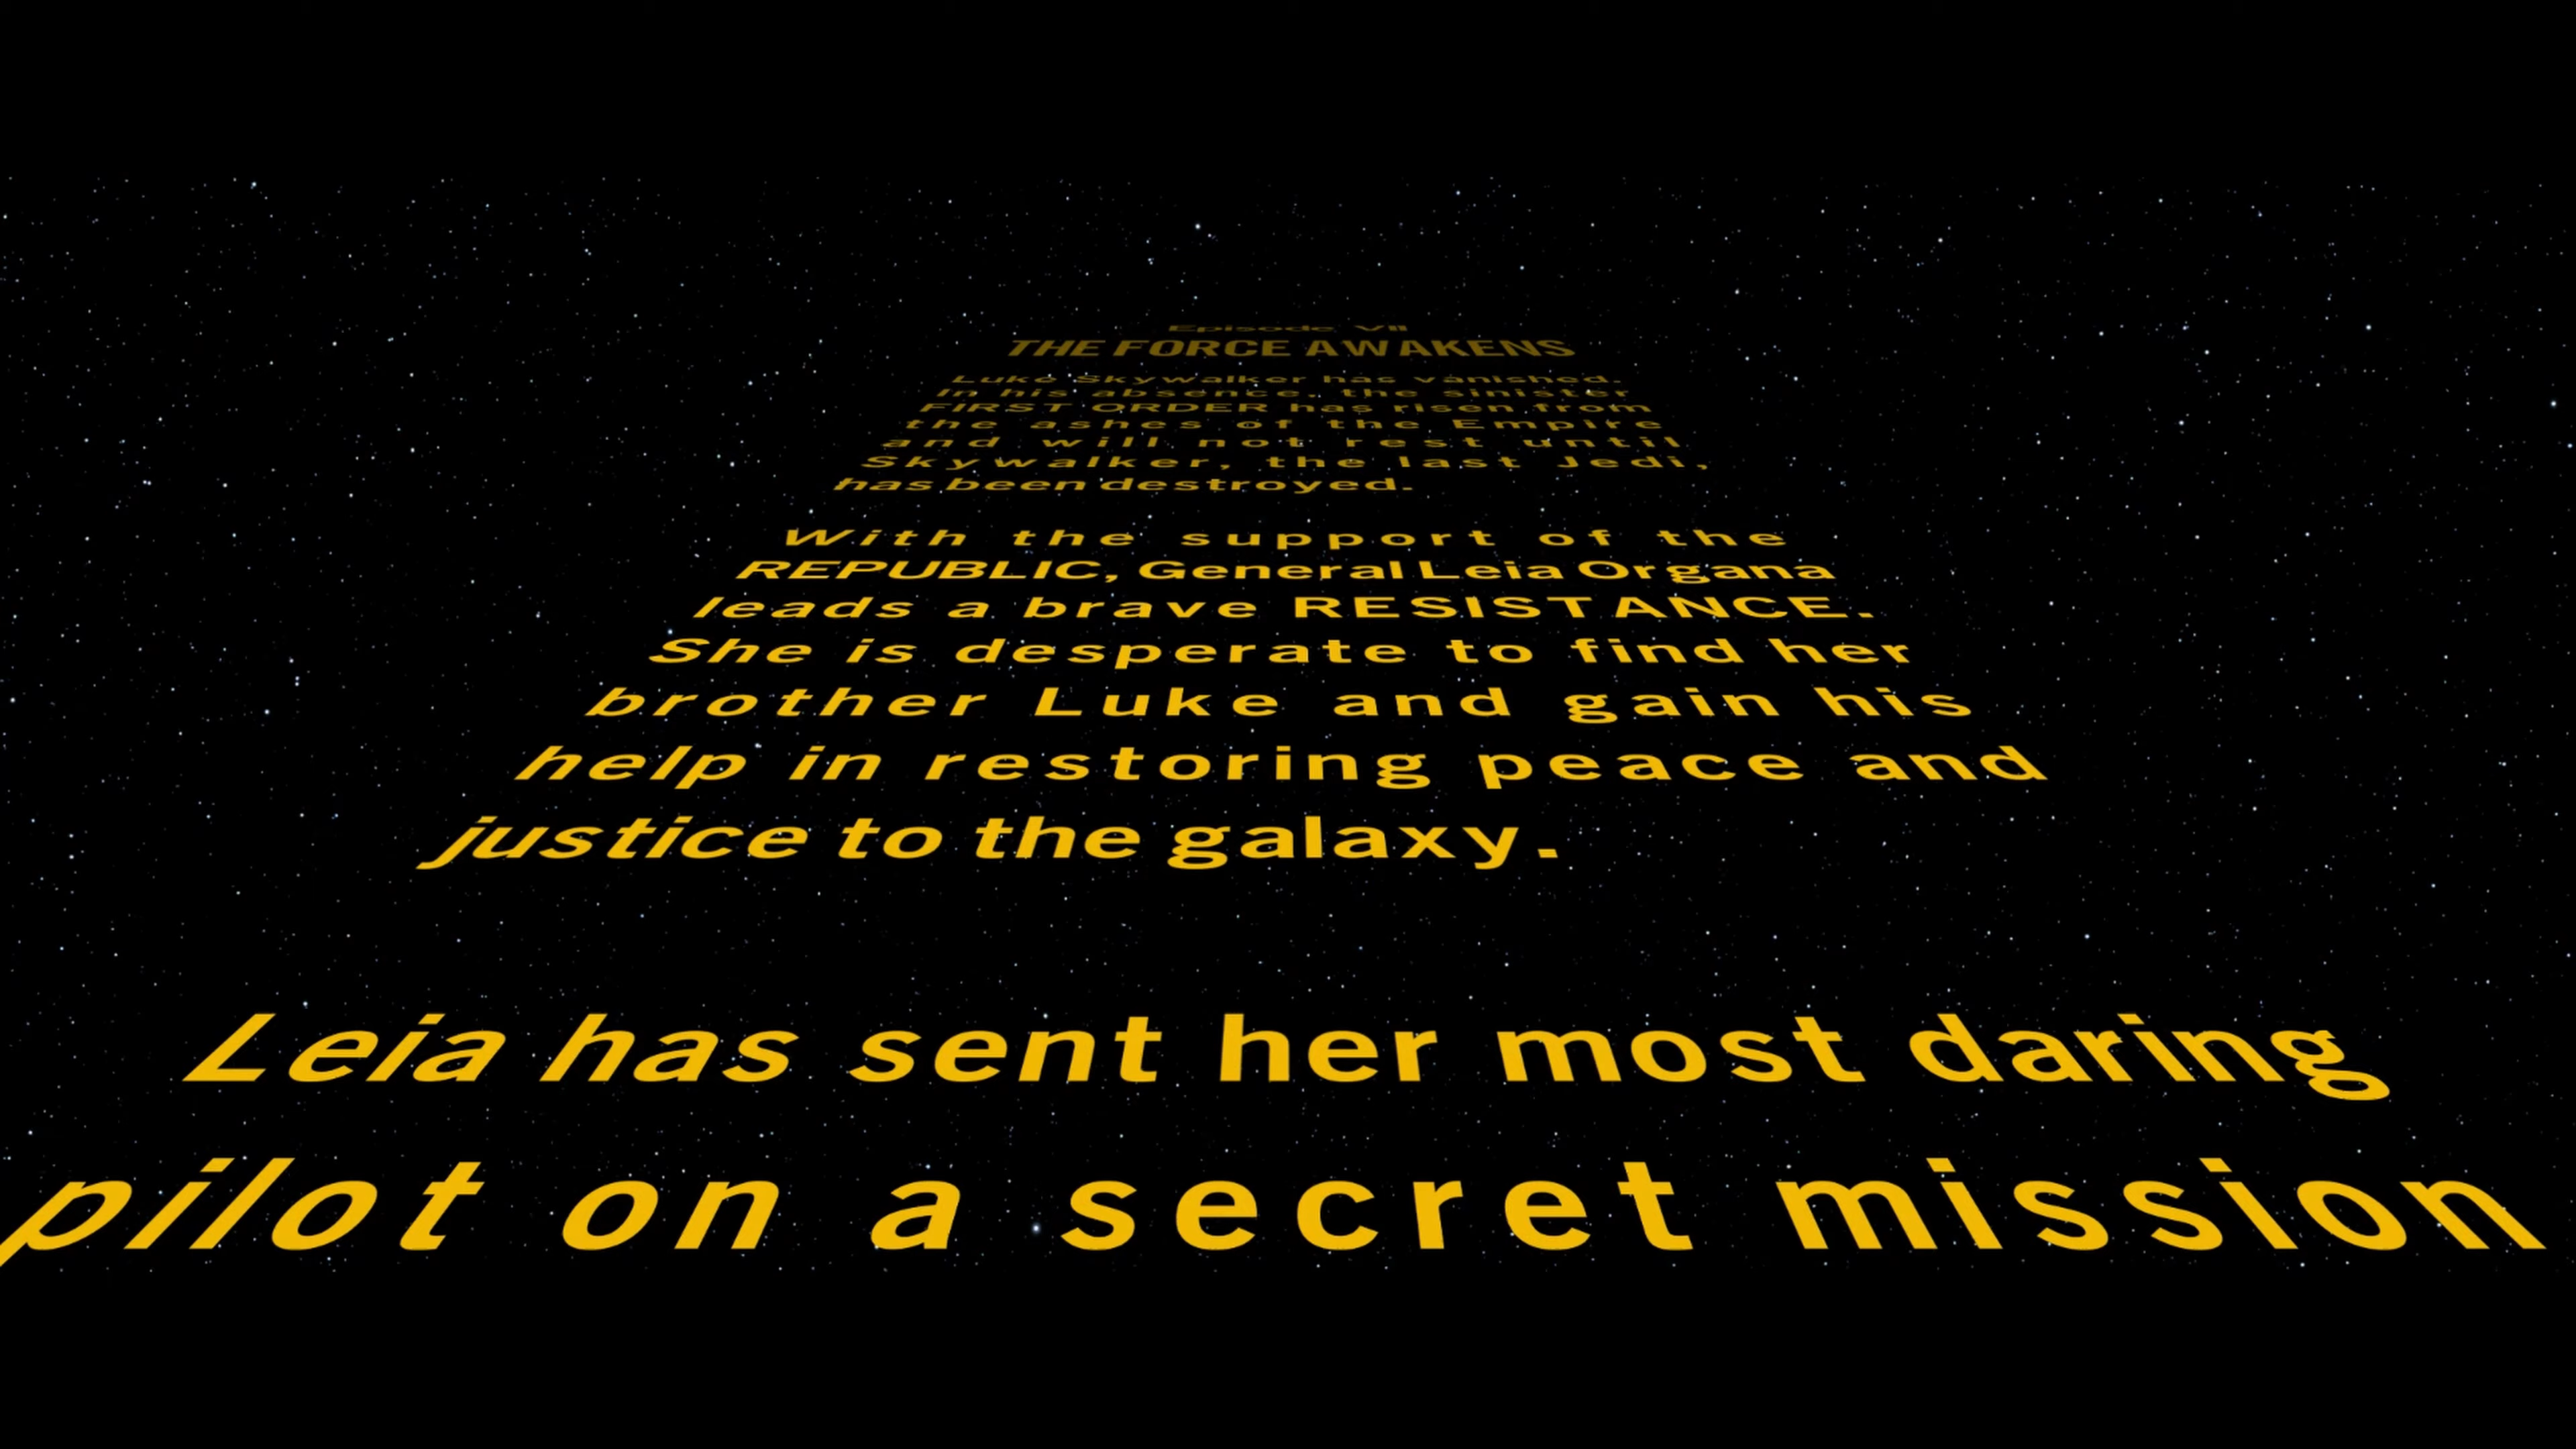 Episode VII
THE FORCE AWAKENS
Luke Skywalker has vanished.
In his absence, the sinister
FIRST ORDER has risen from
the ashes of the Empire
and will not rest until
Skywalker, the last Jedi,
has been destroyed.
With the support of the
REPUBLIC, General Leia Organa
leads a brave RESISTANCE.
She is desperate to find her
brother Luke and gain his
help in restoring peace and
justice to the galaxy.
Leia has sent her most daring
pilot on a secret mission